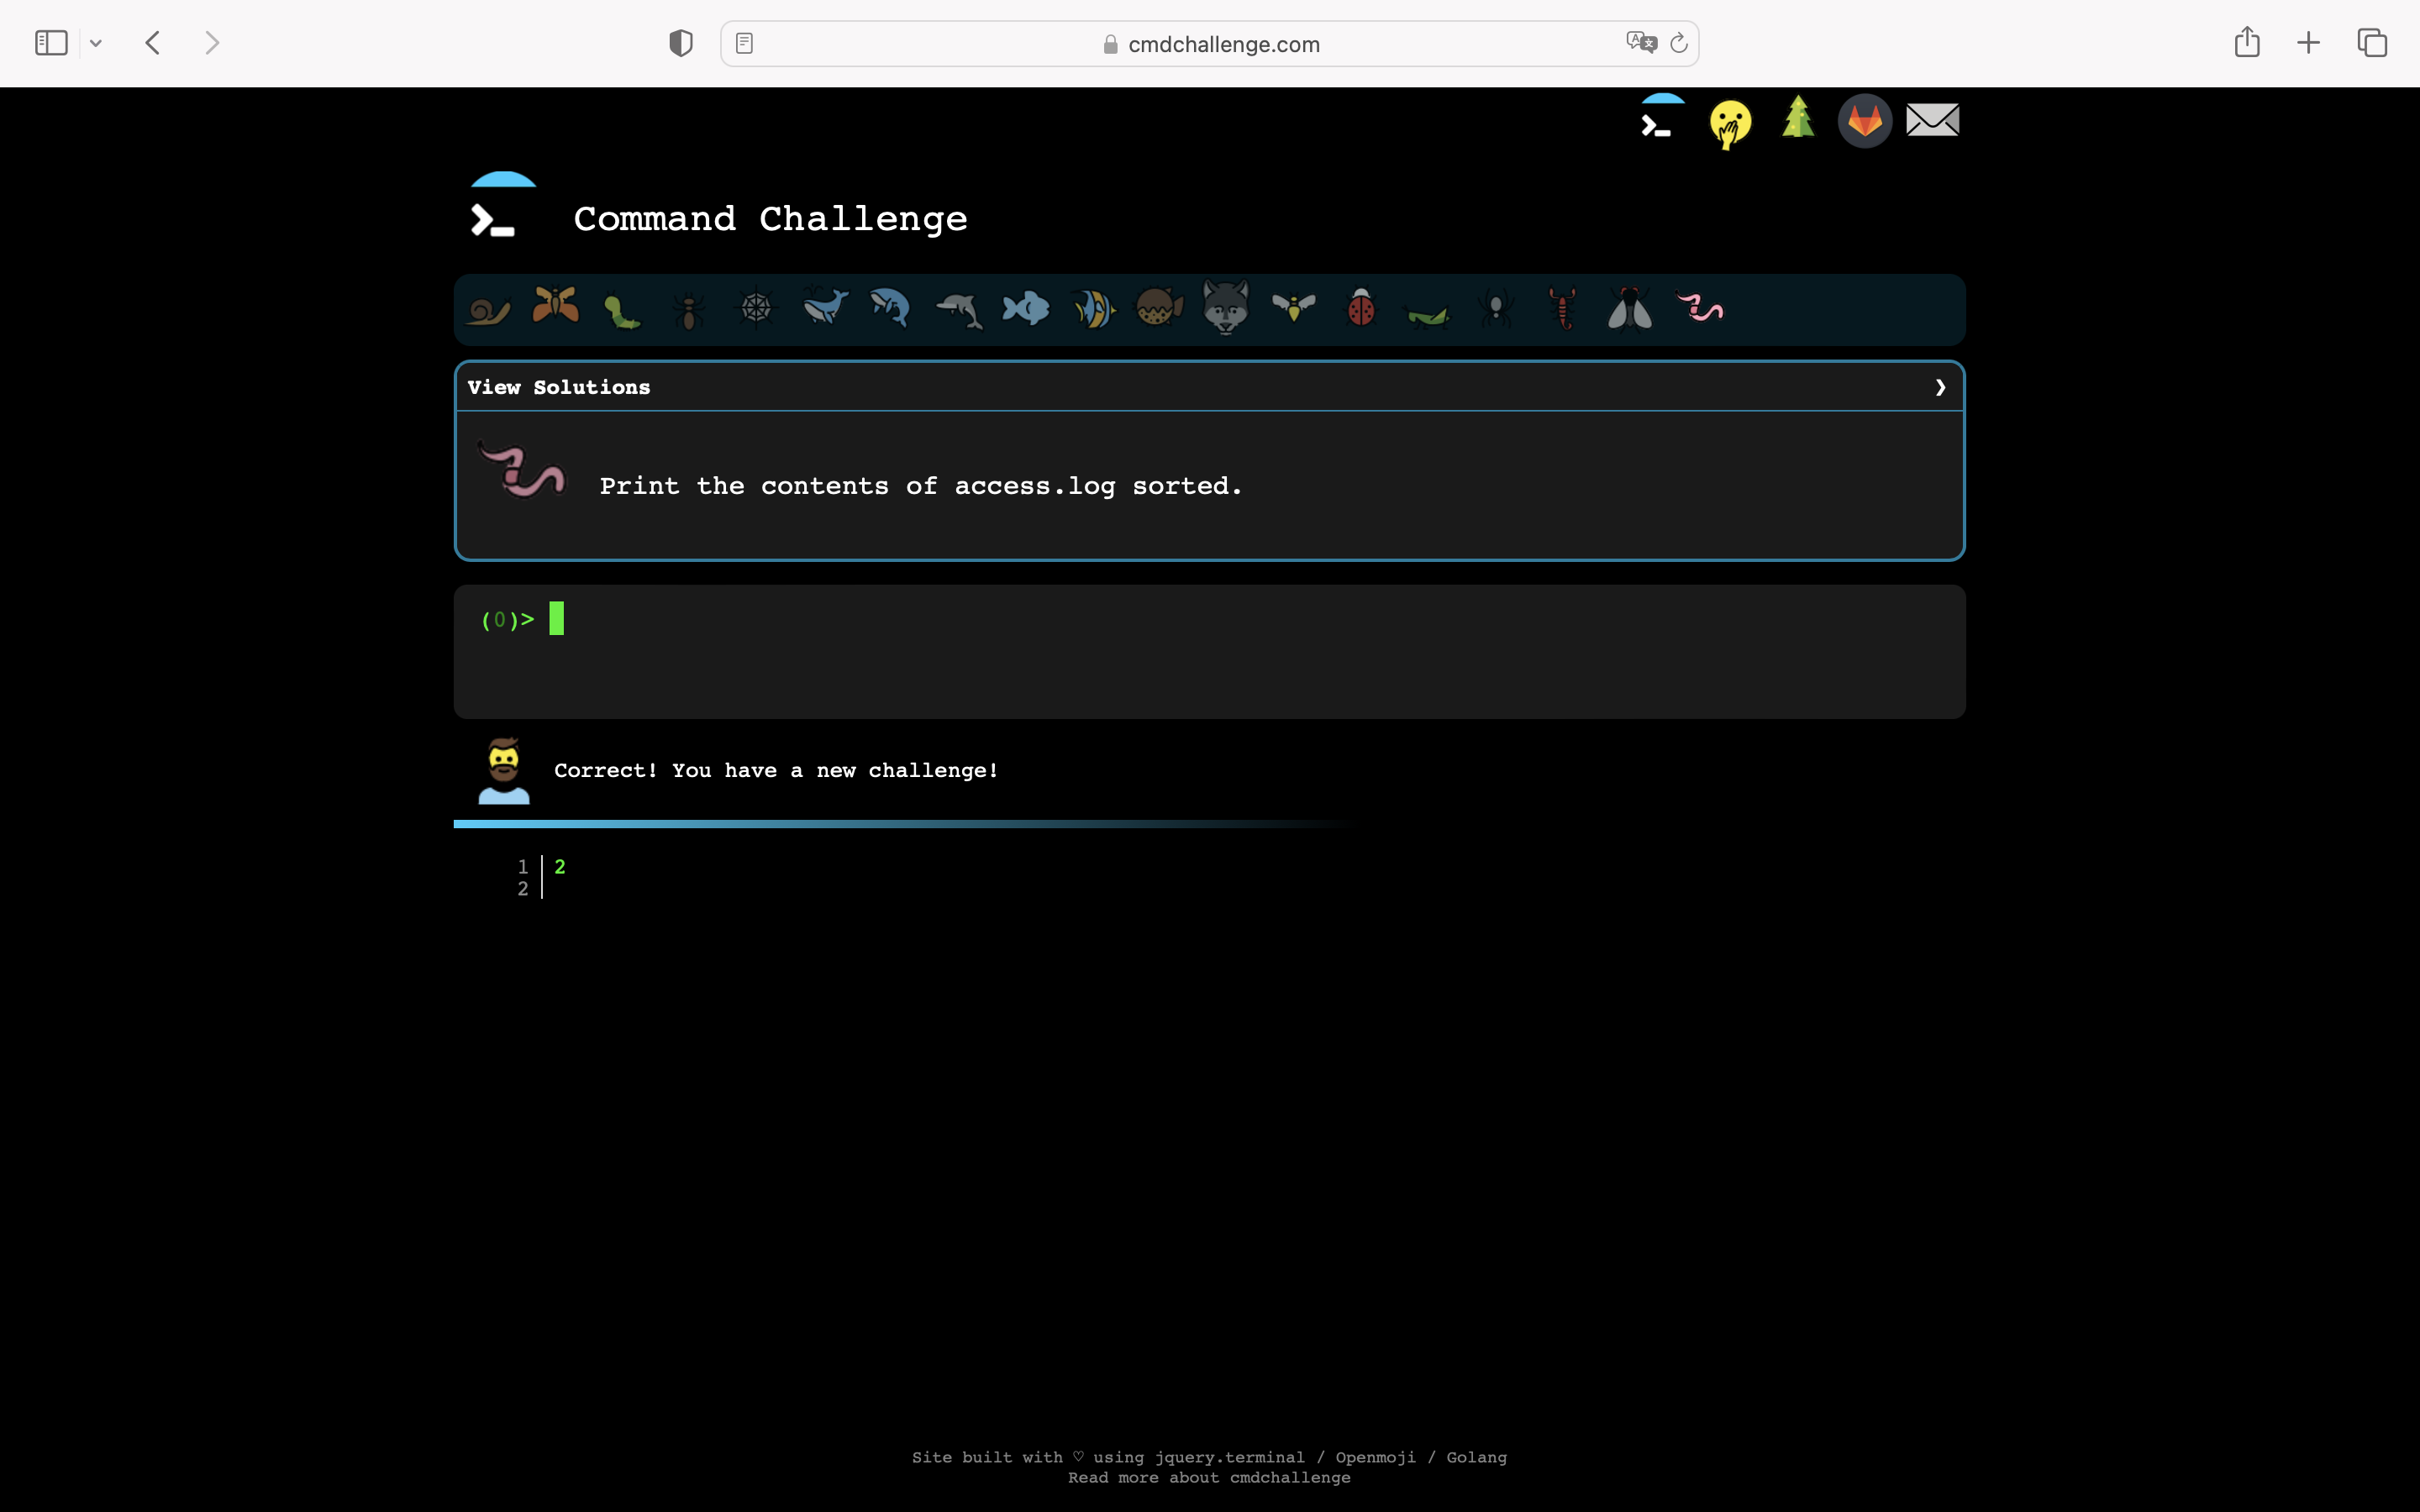 cmdchallenge.com
Command Challenge
View Solutions
Print the contents of access.log sorted.
(0)>
Correct! You have a new challenge!
1 2
2
Site built with ♡ using jquery.terminal / Openmoji / Golang
Read more about cmdchallenge